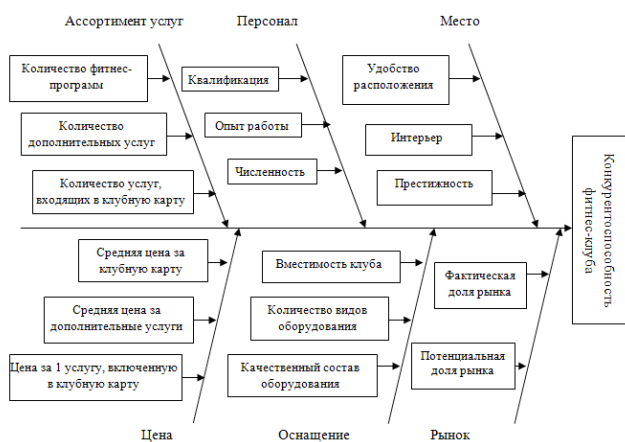 Ассортимент услуг
Персонал
Место
Количество фитнес-
программ
Количество
дополнительных услуг
Количество услуг,
входящих в клубную карту
Квалификация
Опыт работы
Численность
Удобство
расположения
Интерьер
Престижность
Конкурентоспособность
фитнес-клуба
Средняя цена за
клубную карту
Средняя цена за
дополнительные услуги
Цена за 1 услугу, включенную
в клубную карту
Вместимость клуба
Количество видов
оборудования
Качественный состав
оборудования
Фактическая
доля рынка
Потенциальная
доля рынка
Цена
Оснащение
Рынок